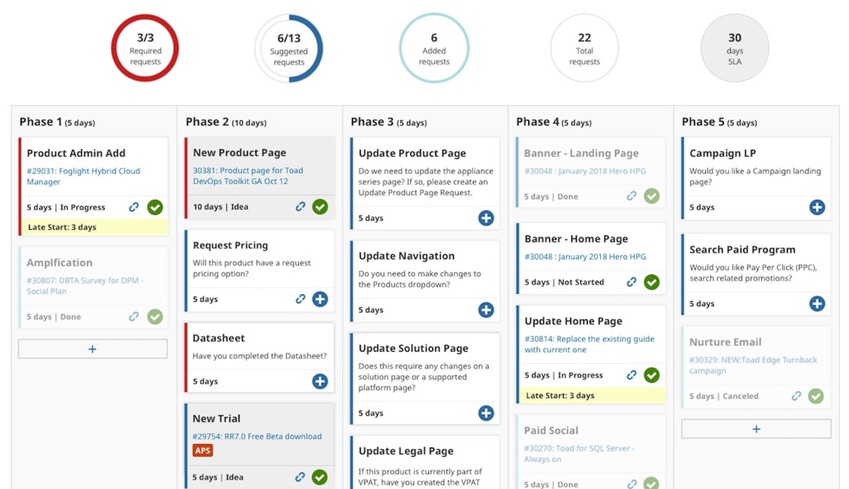 3/3
Required
requests
6/13
Suggested
requests
6
Added
requests
22
Total
requests
30
days
SLA
Phase 1 (5 days)
Product Admin Add
#29031: Foglight Hybrid Cloud
Manager
5 days | In Progress
Late Start: 3 days
Amplfication
#30807: DBTA Survey for DPM -
Social Plan
5 days | Done
+
Phase 2 (10 days)
New Product Page
30381: Product page for Toad
DevOps Toolkit GA Oct 12
10 days | Idea
Request Pricing
Will this product have a request
pricing option?
5 days
Datasheet
Have you completed the Datasheet?
5 days
New Trial
#29754: RR7.0 Free Beta download
APS
5 days | Idea
Phase 3 (5 days)
Update Product Page
Do we need to update the appliance
series page? If so, please create an
Update Product Page Request.
5 days
Update Navigation
Do you need to make changes to
the Products dropdown?
5 days
Update Solution Page
Does this require any changes on a
solution page or a supported
platform page?
5 days
Update Legal Page
If this product is currently part of
VPAT, have you created the VPAT
Phase 4 (5 days)
Banner - Landing Page
#30048 : January 2018 Hero HPG
5 days | Done
Banner - Home Page
#30048 : January 2018 Hero HPG
5 days | Not Started
Update Home Page
#30814: Replace the existing guide
with current one
5 days | In Progress
Late Start: 3 days
Paid Social
#30270: Toad for SQL Server -
Always on
5 days | Done
Phase 5 (5 days)
Campaign LP
Would you like a Campaign landing
page?
5 days
Search Paid Program
Would you like Pay Per Click (PPC),
search related promotions?
5 days
Nurture Email
#30329: NEW:Toad Edge Turnback
campaign
5 days | Canceled
+